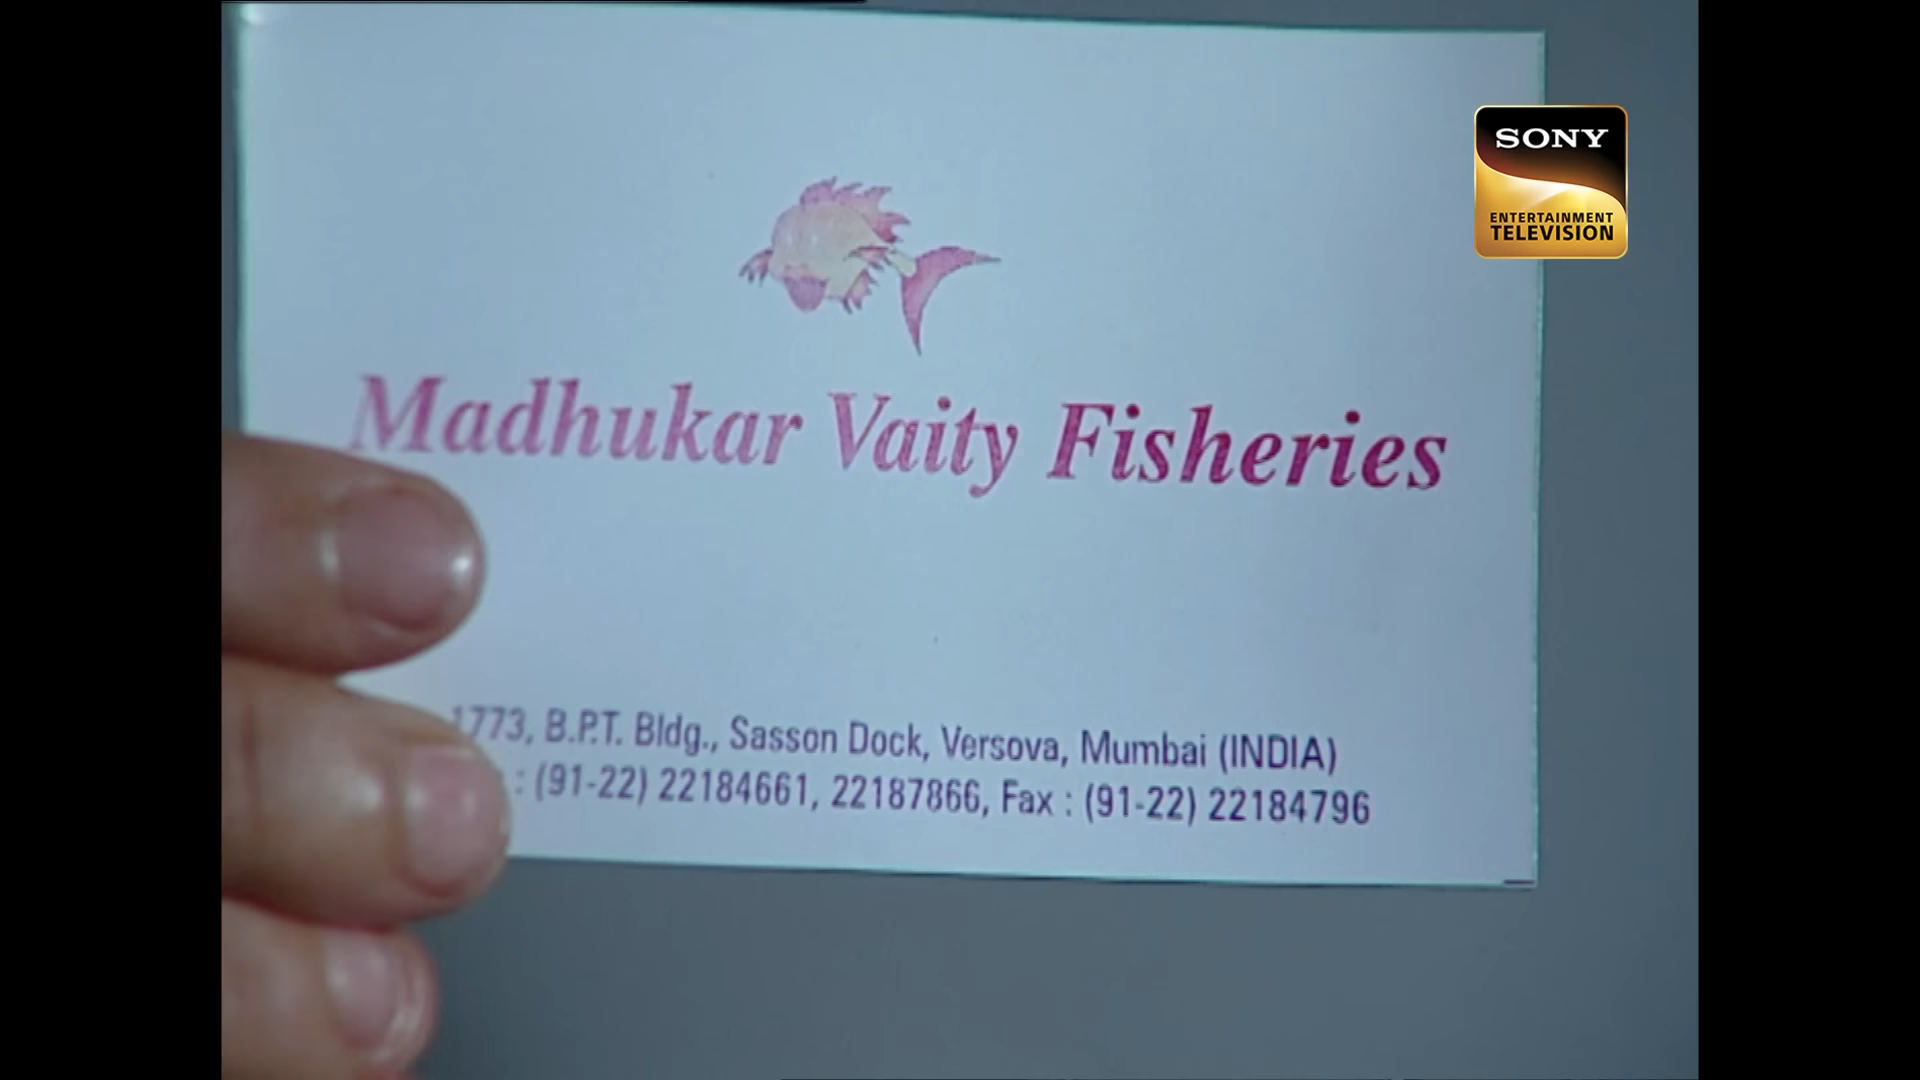 SONY
ENTERTAINMENT
TELEVISION
Madhukar Vaity Fisheries
1773, B.P.T. Bldg., Sasson Dock, Versova, Mumbai (INDIA)
: (91-22) 22184661, 22187866, Fax : (91-22) 22184796